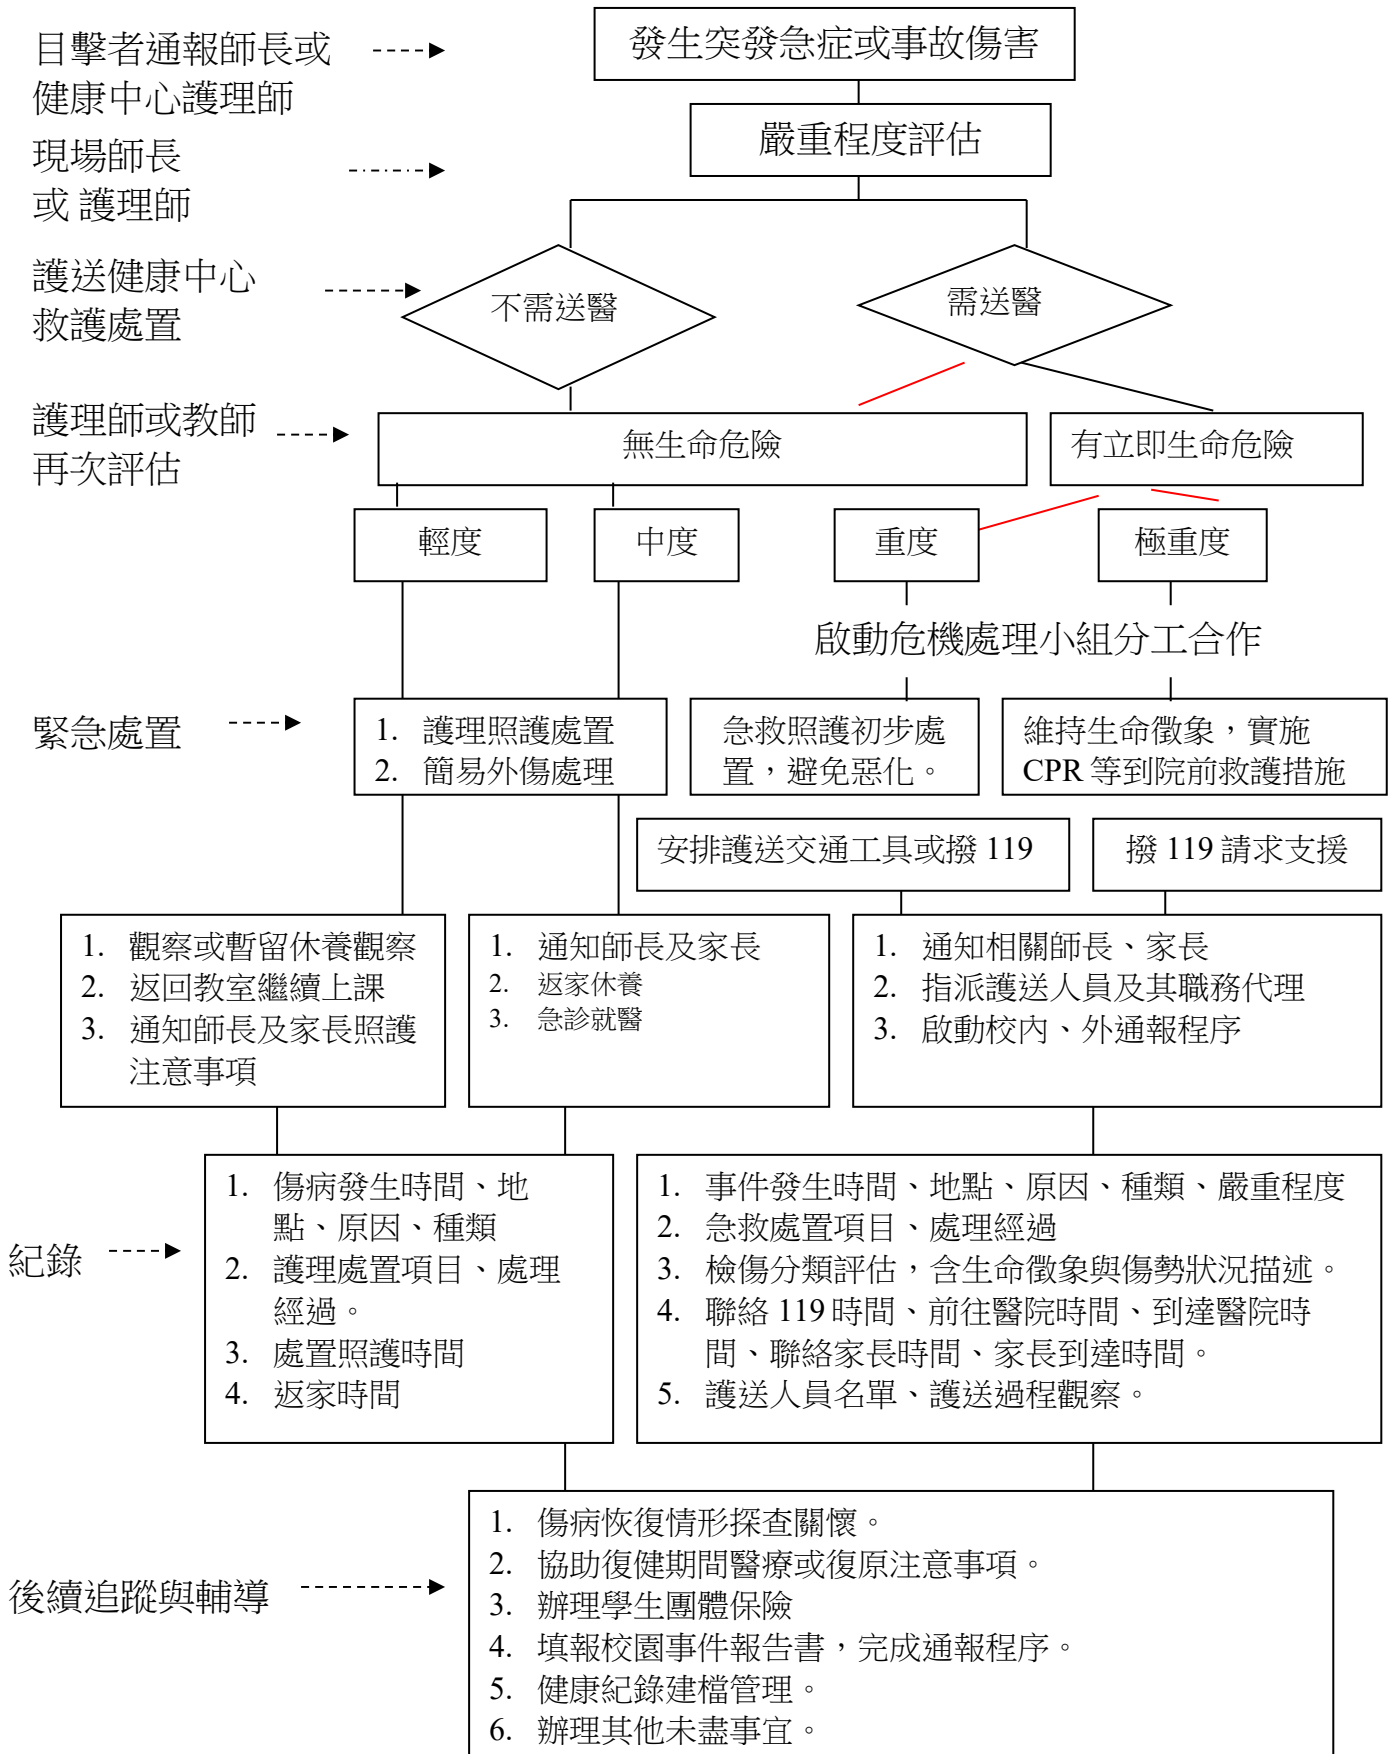 目擊者通報師長或
健康中心護理師
發生突發急症或事故傷害
現場師長
或 護理師
嚴重程度評估
護送健康中心
救護處置
不需送醫
需送醫
護理師或教師
再次評估
無生命危險
有立即生命危險
輕度
中度
重度
極重度
啟動危機處理小組分工合作
緊急處置
1. 護理照護處置
2. 簡易外傷處理
急救照護初步處
置，避免惡化。
維持生命徵象，實施
CPR 等到院前救護措施
安排護送交通工具或撥 119
撥 119 請求支援
1. 觀察或暫留休養觀察
2. 返回教室繼續上課
3. 通知師長及家長照護
注意事項
1. 通知師長及家長
2. 返家休養
3. 急診就醫
1. 通知相關師長、家長
2. 指派護送人員及其職務代理
3. 啟動校內、外通報程序
紀錄
1. 傷病發生時間、地
點、原因、種類
2. 護理處置項目、處理
經過。
3. 處置照護時間
4. 返家時間
1. 事件發生時間、地點、原因、種類、嚴重程度
2. 急救處置項目、處理經過
3. 檢傷分類評估，含生命徵象與傷勢狀況描述。
4. 聯絡 119 時間、前往醫院時間、到達醫院時
間、聯絡家長時間、家長到達時間。
5. 護送人員名單、護送過程觀察。
後續追蹤與輔導
1. 傷病恢復情形探查關懷。
2. 協助復健期間醫療或復原注意事項。
3. 辦理學生團體保險
4. 填報校園事件報告書，完成通報程序。
5. 健康紀錄建檔管理。
6. 辦理其他未盡事宜。